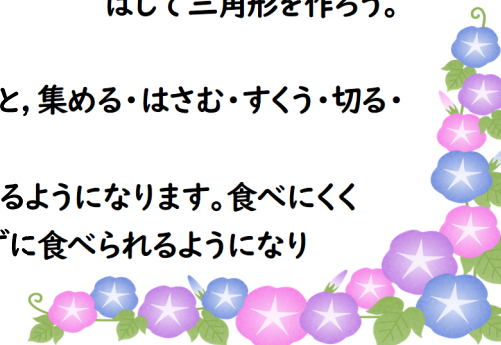 ばして三角形を作ろう。
と,集める・はさむ・すくう・切る・
るようになります。食べにくく
ずに食べられるようになり